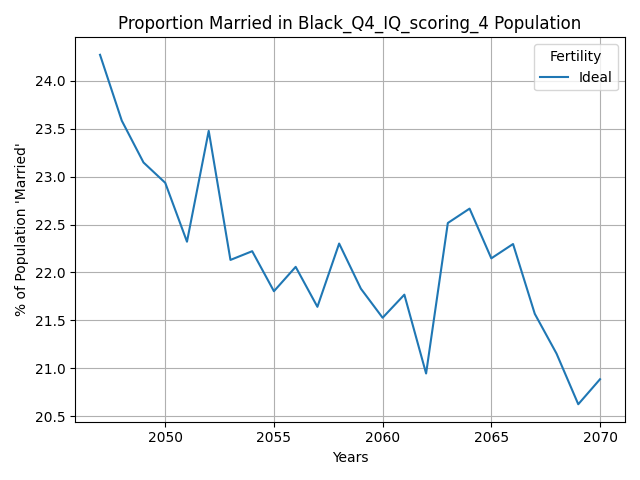 Proportion Married in Black_Q4_IQ_scoring_4 Population
Fertility
Ideal
% of Population 'Married'
24.0
23.5
23.0
22.5
22.0
21.5
21.0
20.5
2050
2055
2060
2065
2070
Years